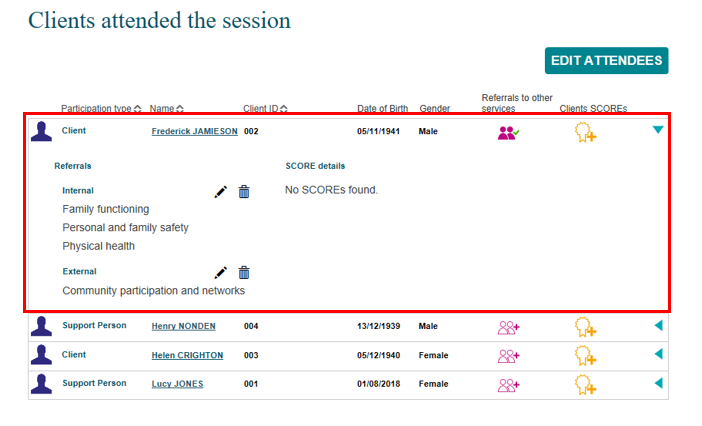 Clients attended the session
EDIT ATTENDEES
Participation type Name Client ID Date of Birth Gender Referrals to other services Clients SCOREs
Client Frederick JAMIESON 002 05/11/1941 Male
Referrals SCORE details
Internal No SCOREs found.
Family functioning
Personal and family safety
Physical health
External
Community participation and networks
Support Person Henry NONDEN 004 13/12/1939 Male
Client Helen CRIGHTON 003 05/12/1940 Female
Support Person Lucy JONES 001 01/08/2018 Female